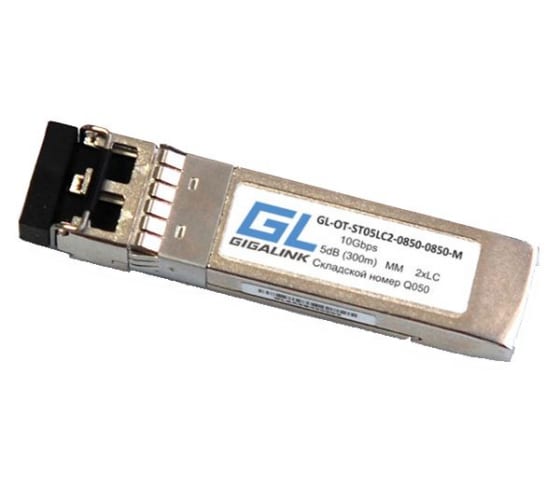 GL
GIGALINK
GL-OT-ST05LC2-0850-0850-M
10Gbps
5dB (300m) MM 2xLC
Складской номер Q050